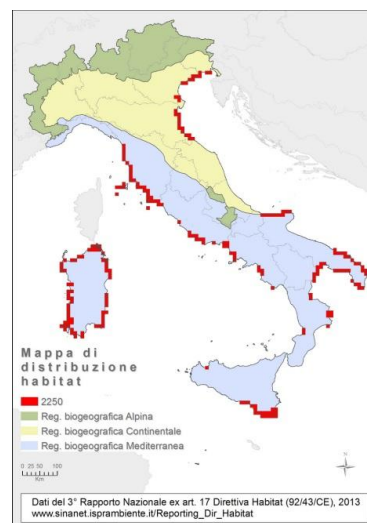 Mappa di
distribuzione
habitat
2250
Reg. biogeografica Alpina
Reg. biogeografica Continentale
Reg. biogeografica Mediterranea
0 25 50 100
Km
Dati del 3° Rapporto Nazionale ex art. 17 Direttiva Habitat (92/43/CE), 2013
www.sinanet.isprambiente.it/Reporting_Dir_Habitat